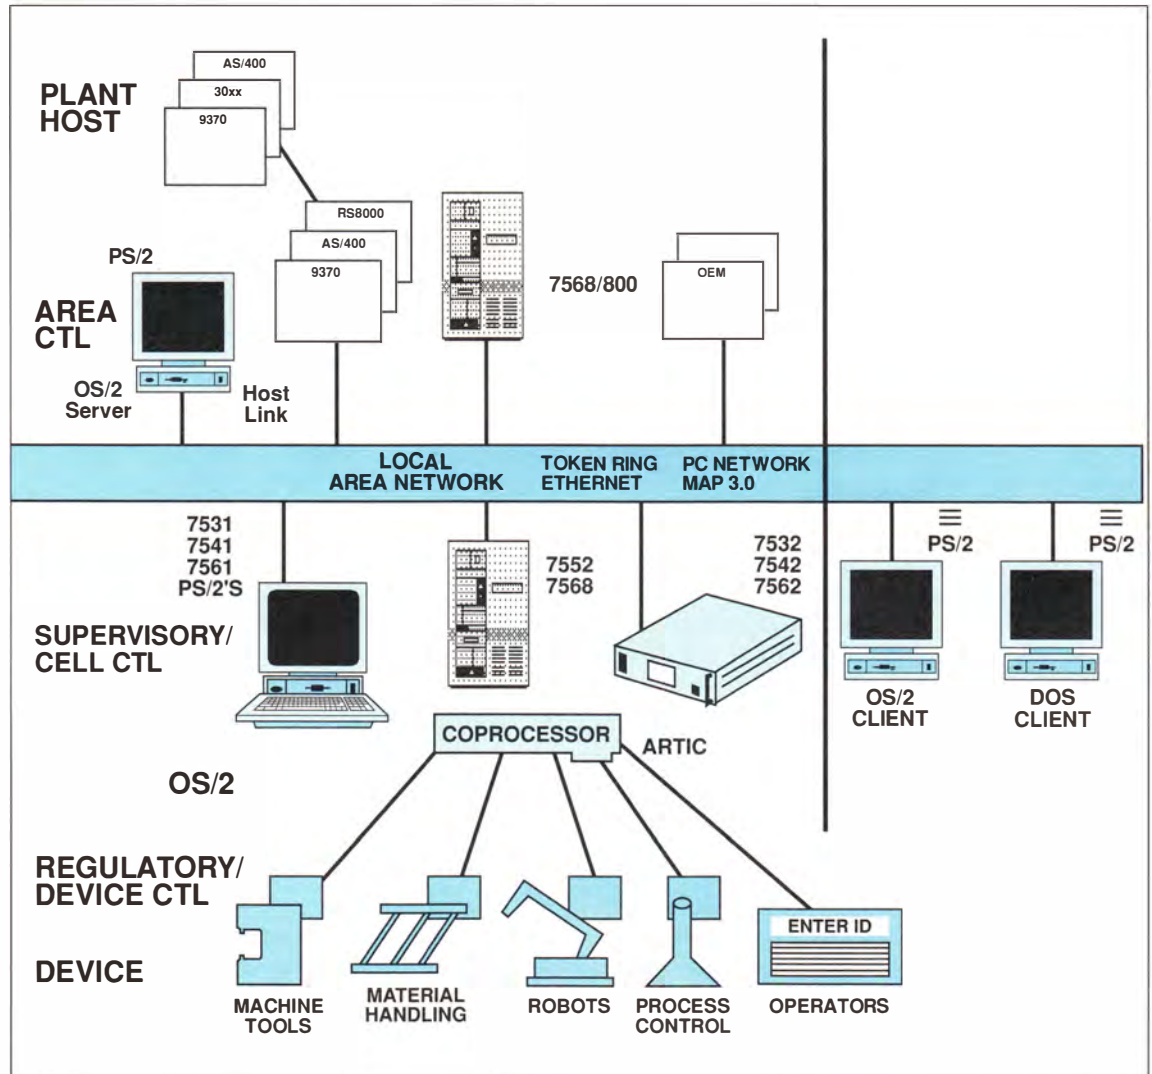 AS/400
30xx
9370
PLANT
HOST
RS8000
AS/400
9370
PS/2
7568/800
OEM
AREA
CTL
OS/2
Server
Host
Link
LOCAL
AREA NETWORK
TOKEN RING
ETHERNET
PC NETWORK
MAP 3.0
7531
7541
7561
PS/2'S
7552
7568
7532
7542
7562
PS/2
PS/2
SUPERVISORY/
CELL CTL
OS/2
CLIENT
DOS
CLIENT
COPROCESSOR
ARTIC
OS/2
REGULATORY/
DEVICE CTL
ENTER ID
DEVICE
MACHINE
TOOLS
MATERIAL
HANDLING
ROBOTS
PROCESS
CONTROL
OPERATORS